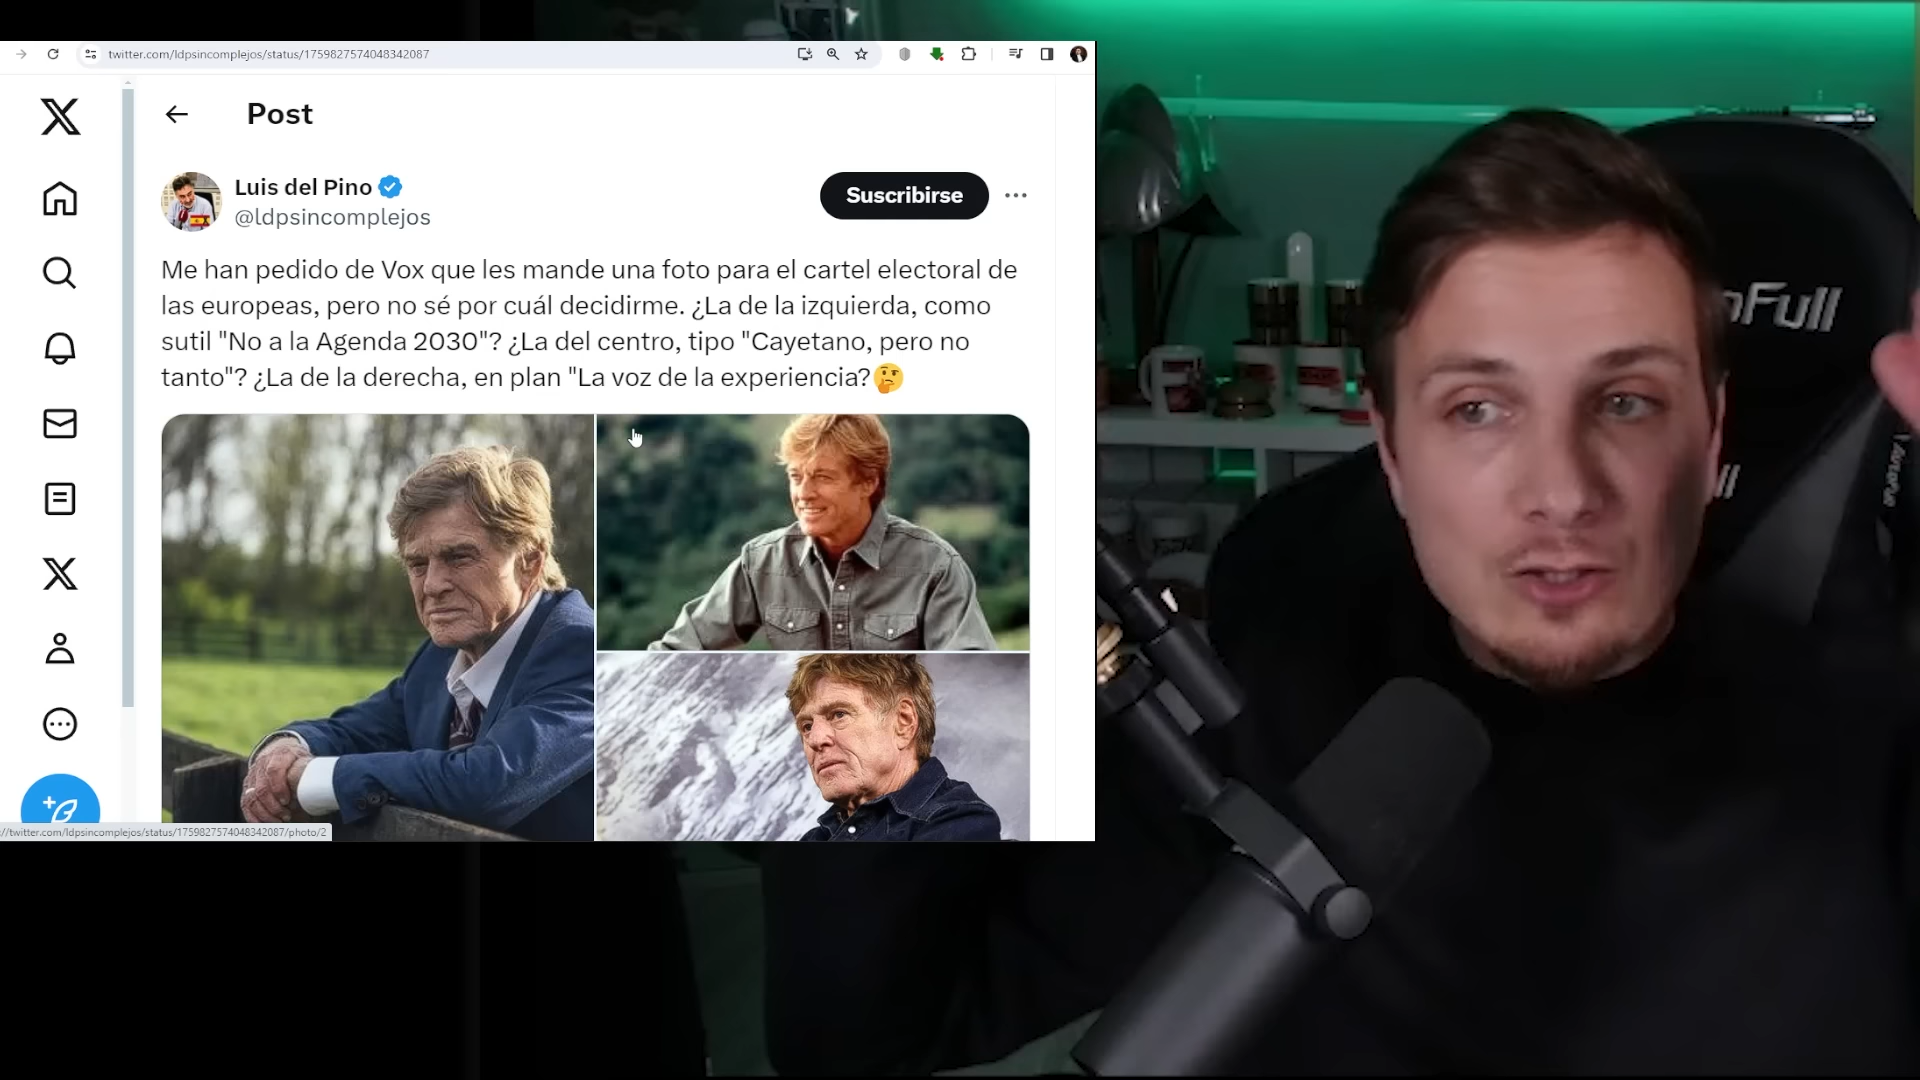 twitter.com/ldpsincomplejos/status/1759827574048342087
Post
Luis del Pino
@ldpsincomplejos
Suscribirse
Me han pedido de Vox que les mande una foto para el cartel electoral de
las europeas, pero no sé por cuál decidirme. ¿La de la izquierda, como
sutil "No a la Agenda 2030"? ¿La del centro, tipo "Cayetano, pero no
tanto"? ¿La de la derecha, en plan "La voz de la experiencia?🤔
://twitter.com/ldpsincomplejos/status/1759827574048342087/photo/2